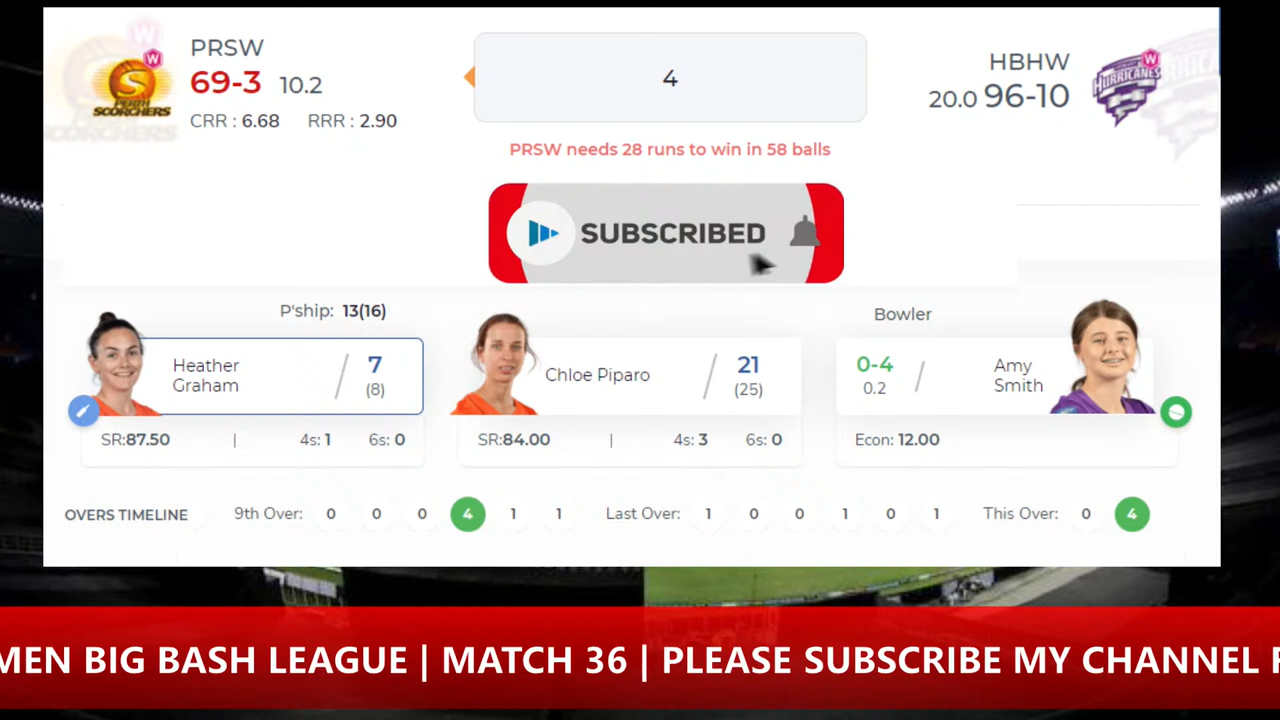 PRSW
69-3 10.2
CRR : 6.68 RRR : 2.90
PERTH
SCORCHERS
W
4
PRSW needs 28 runs to win in 58 balls
HBHW
20.0 96-10
HURRICANES
W
SUBSCRIBED
P'ship: 13(16)
Heather
Graham
7
(8)
SR:87.50 | 4s: 1 6s: 0
Chloe Piparo
21
(25)
SR:84.00 | 4s: 3 6s: 0
Bowler
0-4
0.2
Amy
Smith
Econ: 12.00
OVERS TIMELINE 9th Over: 0 0 0 4 1 1 Last Over: 1 0 0 1 0 1 This Over: 0 4
MEN BIG BASH LEAGUE | MATCH 36 | PLEASE SUBSCRIBE MY CHANNEL